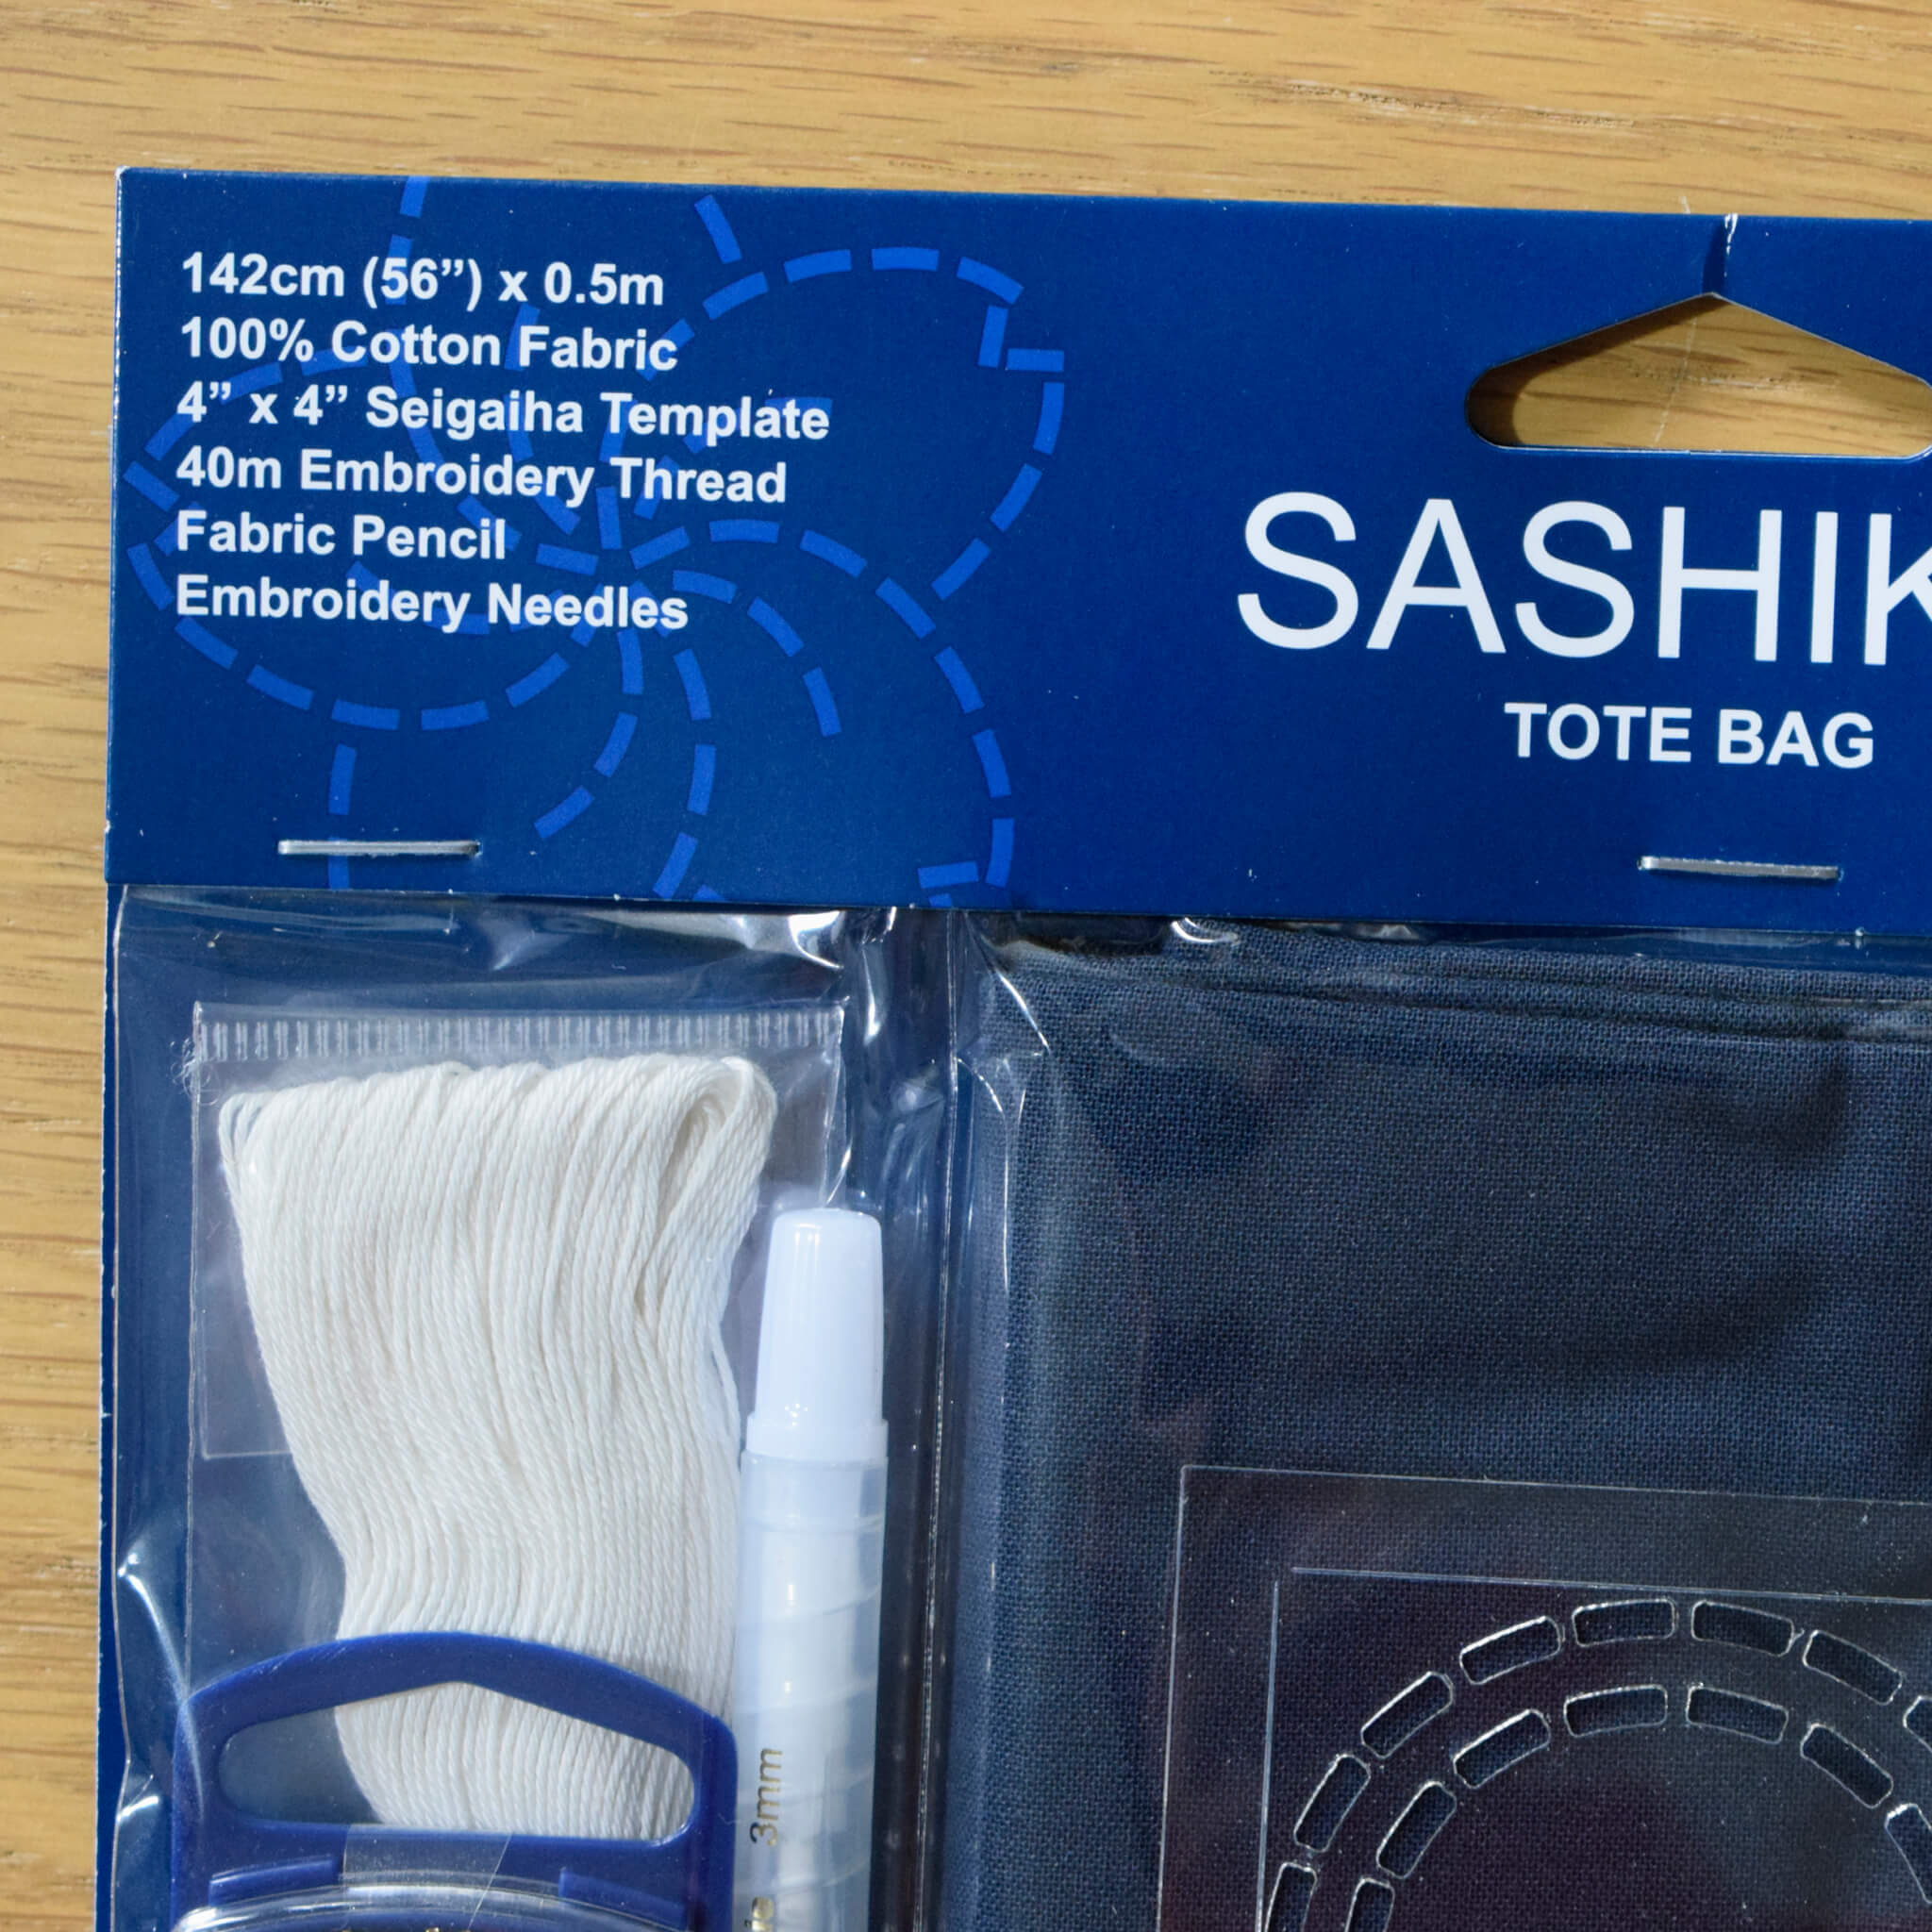 142cm (56”) x 0.5m
100% Cotton Fabric
4” x 4” Seigaiha Template
40m Embroidery Thread
Fabric Pencil
Embroidery Needles
SASHIK
TOTE BAG
3mm